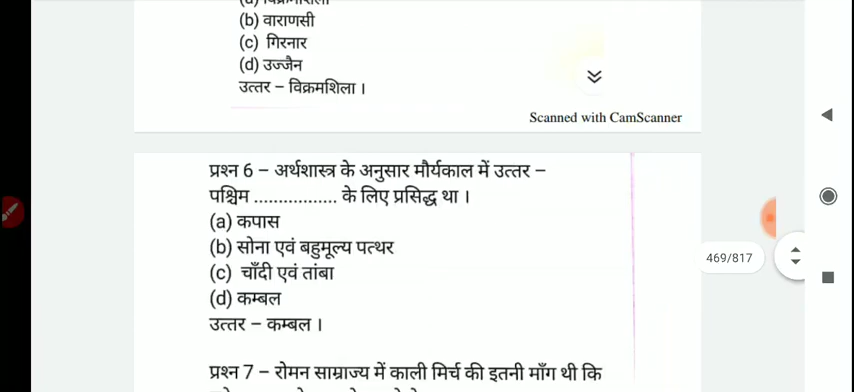 (b) वाराणसी
(c) गिरनार
(d) उज्जैन
उत्तर – विक्रमशिला ।
Scanned with CamScanner
प्रश्न 6 – अर्थशास्त्र के अनुसार मौर्यकाल में उत्तर –
पश्चिम ................. के लिए प्रसिद्ध था ।
(a) कपास
(b) सोना एवं बहुमूल्य पत्थर
469/817
(c) चाँदी एवं तांबा
(d) कम्बल
उत्तर – कम्बल ।
प्रश्न 7 – रोमन साम्राज्य में काली मिर्च की इतनी माँग थी कि